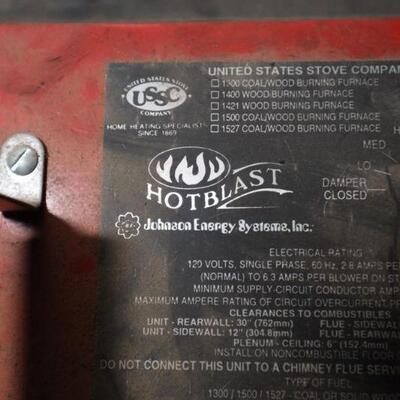 UNITED STATES STOVE
USSC
COMPANY
HOME HEATING SPECIALIST
SINCE 1869
UNITED STATES STOVE COMPAN
1300 COAL/WOOD BURNING FURNACE
1400 WOOD BURNING FURNACE
1421 WOOD BURNING FURNACE
1500 COAL/WOOD BURNING FURNACE
1527 COAL/WOOD BURNING FURNACE
H
MED
LO
DAMPER
CLOSED
HOTBLAST
Johnson Energy Systems, Inc.
ELECTRICAL RATING
120 VOLTS, SINGLE PHASE, 60 Hz, 2.8 AMPS PE
(NORMAL) TO 6.3 AMPS PER BLOWER ON ST
MINIMUM SUPPLY-CIRCUIT CONDUCTOR AMP
MAXIMUM AMPERE RATING OF CIRCUIT OVERCURRENT PR
CLEARANCES TO COMBUSTIBLES
UNIT - REARWALL: 30" (762mm) FLUE - SIDEWAL
UNIT - SIDEWALL: 12" (304.8mm) FLUE - REARWA
PLENUM - CEILING: 6" (152.4mm)
INSTALL ON NONCOMBUSTIBLE FLOOR
DO NOT CONNECT THIS UNIT TO A CHIMNEY FLUE SERV
TYPE OF FUEL
1300 / 1500 / 1527 - COAL OR SOLID WOOD